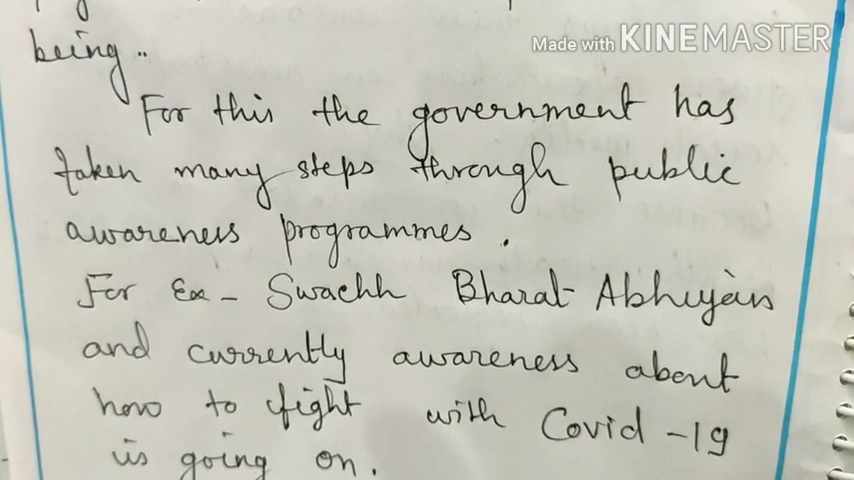 Made with KINEMASTER
being..
For this the government has
taken many steps through public
awareness programmes.
For Ex - Swachh Bharat Abhiyan
and currently awareness about
how to fight with Covid-19
is going on.